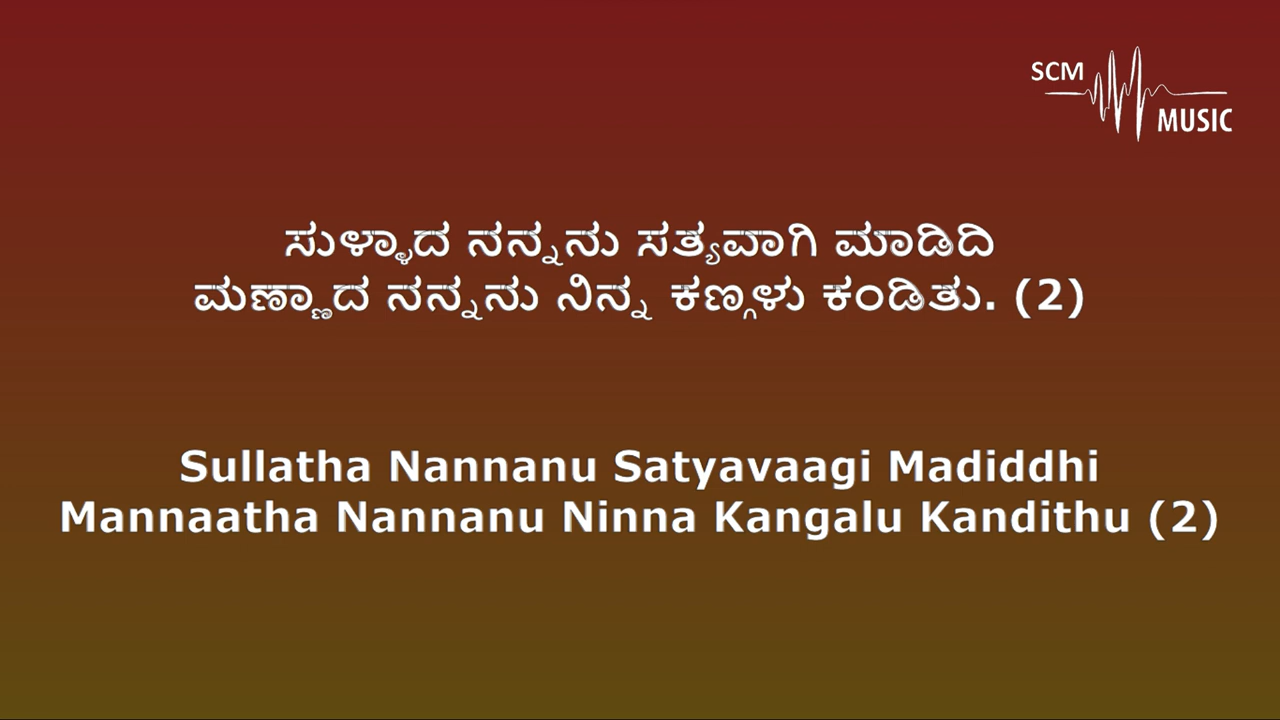 SCM
MUSIC
ಸುಳ್ಳಾದ ನನ್ನನು ಸತ್ಯವಾಗಿ ಮಾಡಿದಿ
ಮಣ್ಣಾದ ನನ್ನನು ನಿನ್ನ ಕಣ್ಗಳು ಕಂಡಿತು. (2)
Sullatha Nannanu Satyavaagi Madiddhi
Mannaatha Nannanu Ninna Kangalu Kandithu (2)